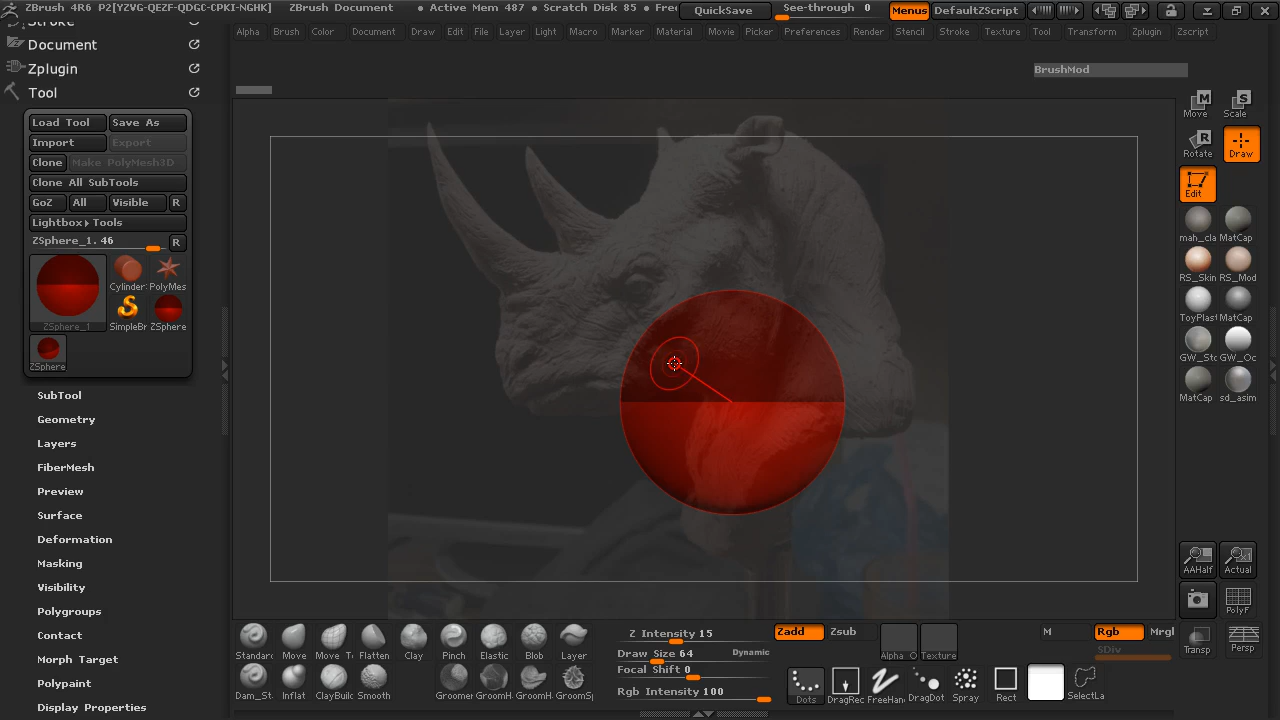 ZBrush 4R6 P2[YZVG-QEZF-QDGC-CPKI-NGHK] ZBrush Document • Active Mem 487 • Scratch Disk 85 • Free QuickSave See-through 0 Menus DefaultZScript
Stroke
Alpha Brush Color Document Draw Edit File Layer Light Macro Marker Material Movie Picker Preferences Render Stencil Stroke Texture Tool Transform Zplugin Zscript
Document
Zplugin
Tool
BrushMod
Load Tool Save As
Import Export
Clone Make PolyMesh3D
Clone All SubTools
GoZ All Visible R
Lightbox▸Tools
ZSphere_1. 46 R
Cylinder PolyMes
ZSphere_1 SimpleBr ZSphere
ZSphere
SubTool
Geometry
Layers
FiberMesh
Preview
Surface
Deformation
Masking
Visibility
Polygroups
Contact
Morph Target
Polypaint
Display Properties
M S
Move Scale
R
Rotate Draw
Edit
mah_cla MatCap
RS_Skin RS_Mod
ToyPlast MatCap
GW_Sto GW_Oc
MatCap sd_asim
AAHalf Actual
PolyF
Transp Persp
Standard Move Move To Flatten Clay Pinch Elastic Blob Layer
Dam_St Inflat ClayBuild Smooth Groomer GroomH GroomH GroomSp
Z Intensity 15
Draw Size 64 Dynamic
Focal Shift 0
Rgb Intensity 100
Zadd Zsub
Alpha O Texture
M Rgb Mrgb
SDiv
Dots DragRec FreeHan DragDot Spray Rect SelectLa